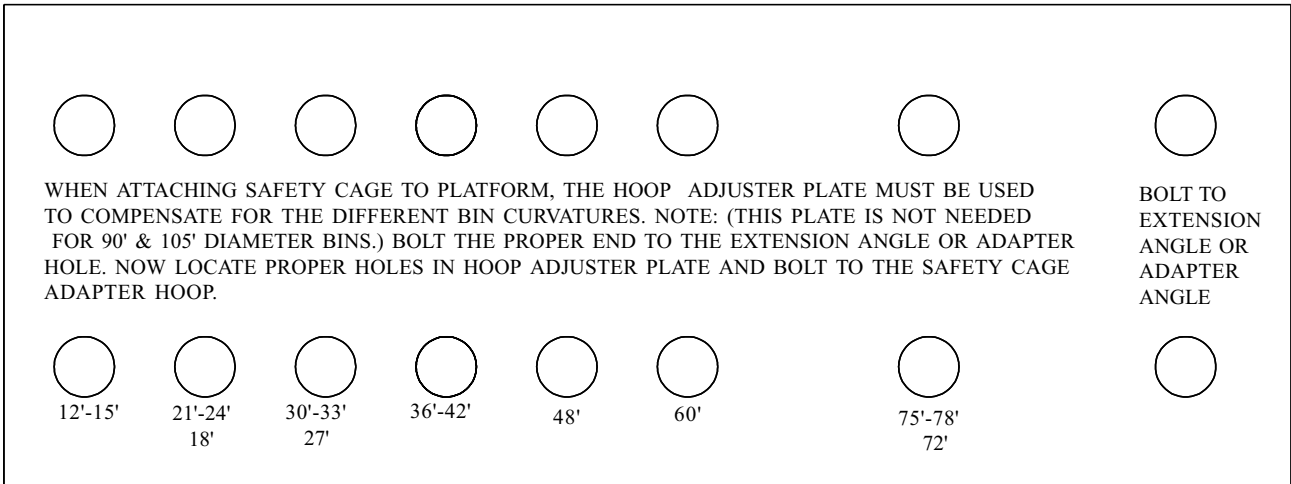 WHEN ATTACHING SAFETY CAGE TO PLATFORM, THE HOOP ADJUSTER PLATE MUST BE USED
TO COMPENSATE FOR THE DIFFERENT BIN CURVATURES. NOTE: (THIS PLATE IS NOT NEEDED
FOR 90' & 105' DIAMETER BINS.) BOLT THE PROPER END TO THE EXTENSION ANGLE OR ADAPTER
HOLE. NOW LOCATE PROPER HOLES IN HOOP ADJUSTER PLATE AND BOLT TO THE SAFETY CAGE
ADAPTER HOOP.
BOLT TO
EXTENSION
ANGLE OR
ADAPTER
ANGLE
12'-15'
21'-24'
18'
30'-33'
27'
36'-42'
48'
60'
75'-78'
72'